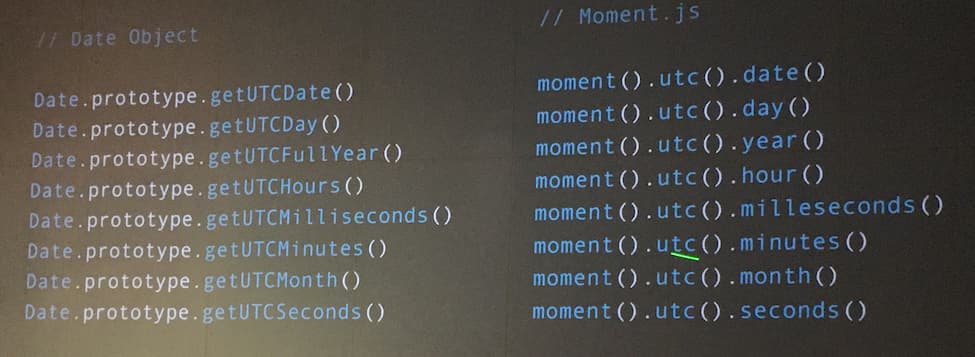 // Date Object
Date.prototype.getUTCDate()
Date.prototype.getUTCDay()
Date.prototype.getUTCFullYear()
Date.prototype.getUTCHours()
Date.prototype.getUTCMilliseconds()
Date.prototype.getUTCMinutes()
Date.prototype.getUTCMonth()
Date.prototype.getUTCSeconds()
// Moment.js
moment().utc().date()
moment().utc().day()
moment().utc().year()
moment().utc().hour()
moment().utc().milleseconds()
moment().utc().minutes()
moment().utc().month()
moment().utc().seconds()